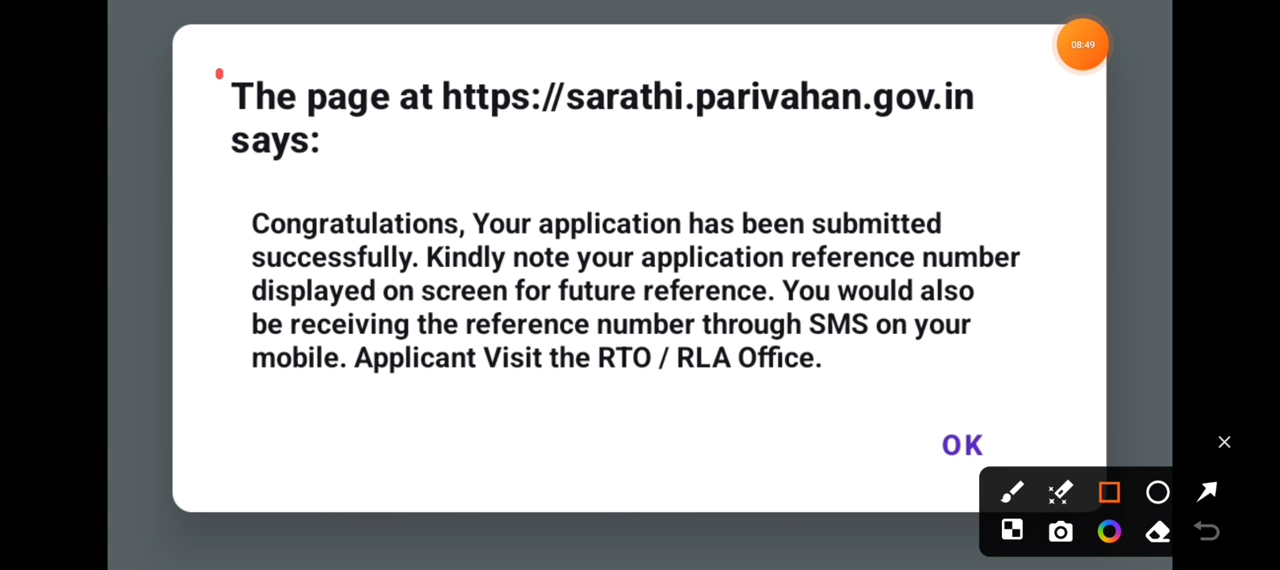 08:49
The page at https://sarathi.parivahan.gov.in
says:
Congratulations, Your application has been submitted
successfully. Kindly note your application reference number
displayed on screen for future reference. You would also
be receiving the reference number through SMS on your
mobile. Applicant Visit the RTO / RLA Office.
OK